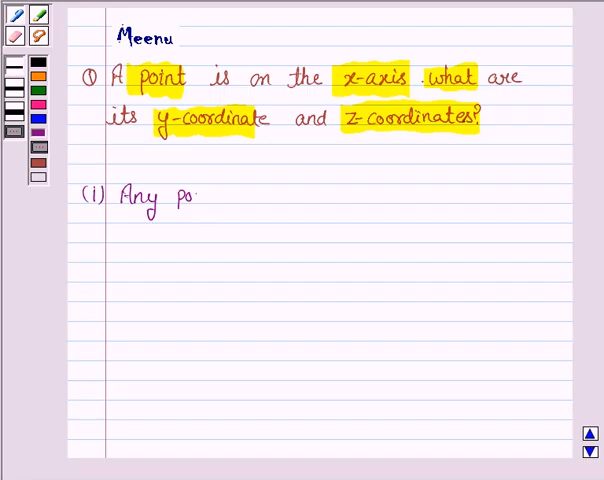 Meenu
① A point is on the x-axis. what are
its y-coordinate and z-coordinates?
(i) Any po